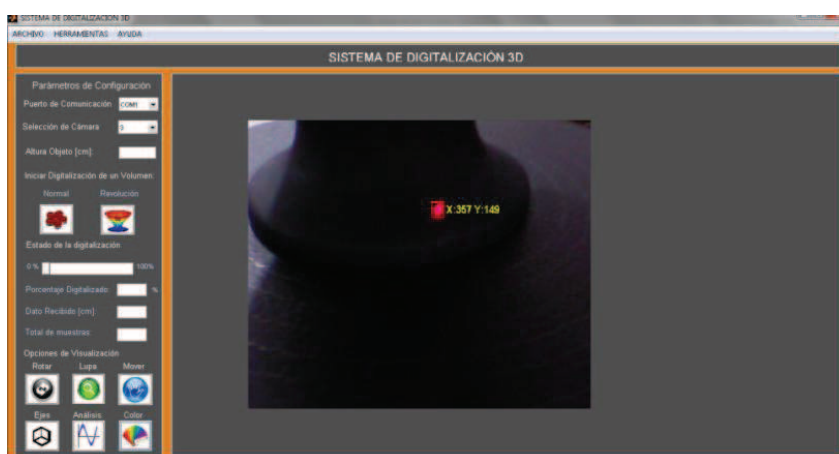 SISTEMA DE DIGITALIZACIÓN 3D
ARCHIVO HERRAMIENTAS AYUDA
SISTEMA DE DIGITALIZACIÓN 3D
Parámetros de Configuración
Puerto de Comunicación COM1
Selección de Cámara
Altura Objeto [cm]:
Iniciar Digitalización de un Volumen:
Normal Revolución
Estado de la digitalización
0 % 100%
Porcentaje Digitalizado: %
Dato Recibido [cm]:
Total de muestras:
Opciones de Visualización
Rotar Lupa Mover
Ejes Análisis Color
X:357 Y:149